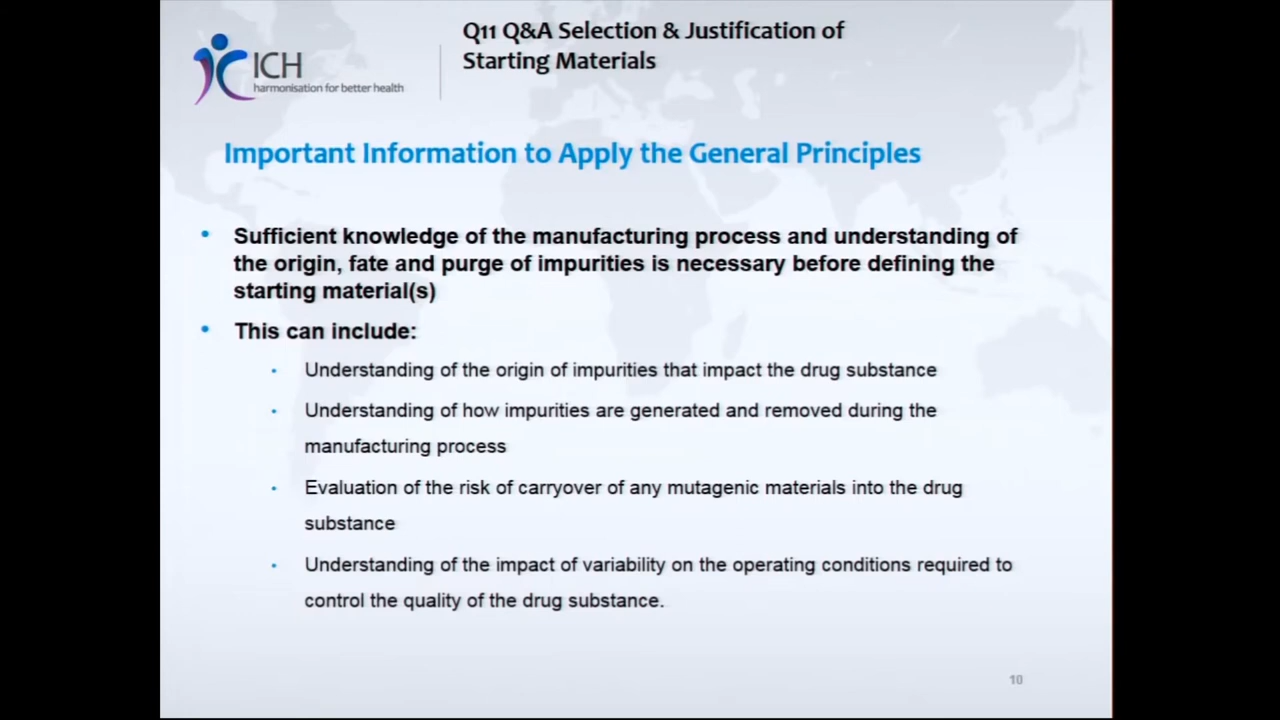 Q11 Q&A Selection & Justification of
Starting Materials
ICH
harmonisation for better health
Important Information to Apply the General Principles
• Sufficient knowledge of the manufacturing process and understanding of
the origin, fate and purge of impurities is necessary before defining the
starting material(s)
• This can include:
• Understanding of the origin of impurities that impact the drug substance
• Understanding of how impurities are generated and removed during the
manufacturing process
• Evaluation of the risk of carryover of any mutagenic materials into the drug
substance
• Understanding of the impact of variability on the operating conditions required to
control the quality of the drug substance.
10